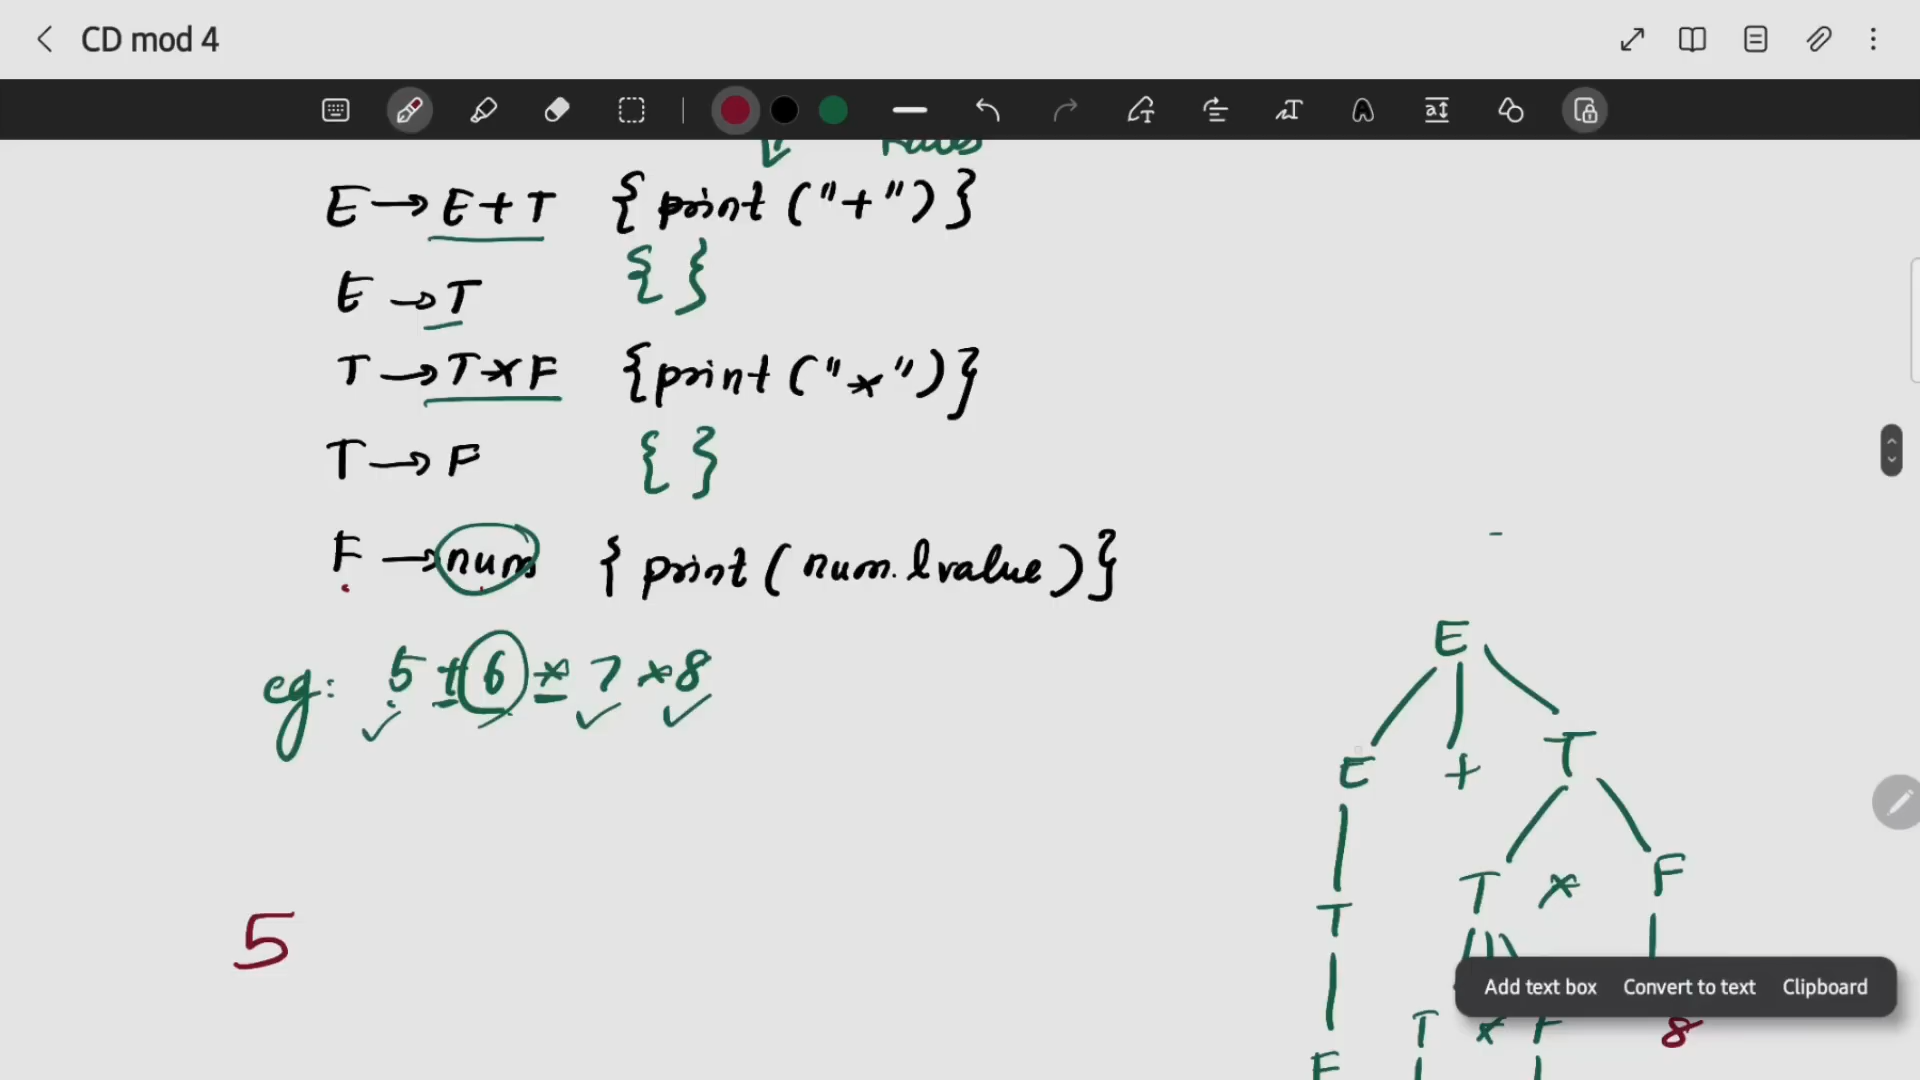 CD mod 4
Rules
E → E + T { print ("+") }
E → T { }
T → T * F { print ("*") }
T → F { }
F → num { print ( num. lvalue ) }
eg: 5 + 6 * 7 * 8
E
E + T
T T * F
5
Add text box Convert to text Clipboard
F T * F 8